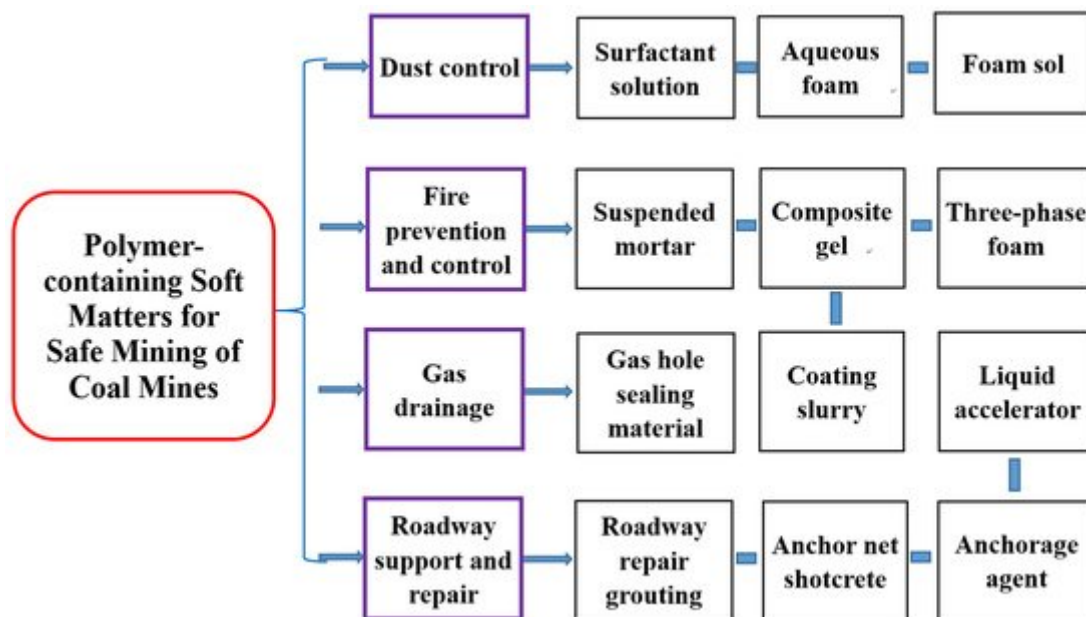 Polymer-
containing Soft
Matters for
Safe Mining of
Coal Mines
Dust control
Surfactant
solution
Aqueous
foam
Foam sol
Fire
prevention
and control
Suspended
mortar
Composite
gel
Three-phase
foam
Gas
drainage
Gas hole
sealing
material
Coating
slurry
Liquid
accelerator
Roadway
support and
repair
Roadway
repair
grouting
Anchor net
shotcrete
Anchorage
agent